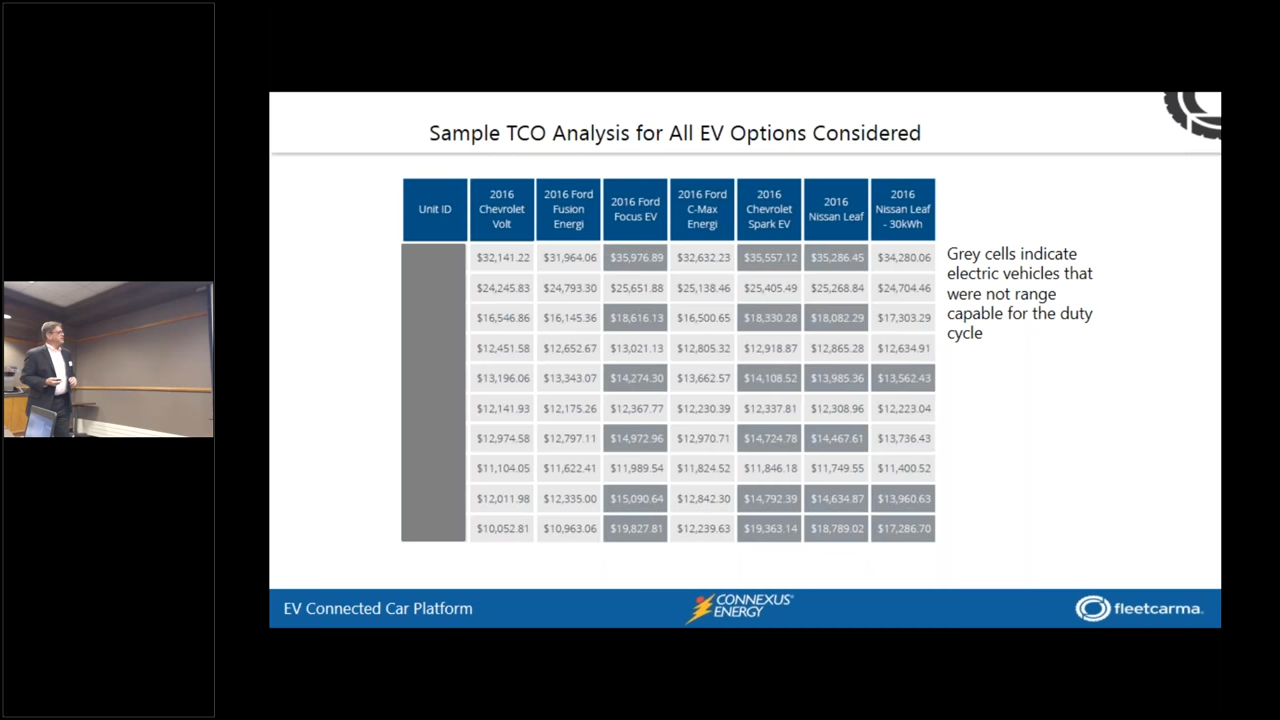 Sample TCO Analysis for All EV Options Considered
Unit ID
2016
Chevrolet
Volt
2016 Ford
Fusion
Energi
2016 Ford
Focus EV
2016 Ford
C-Max
Energi
2016
Chevrolet
Spark EV
2016
Nissan Leaf
2016
Nissan Leaf
- 30kWh
$32,141.22 $31,964.06 $35,976.89 $32,632.23 $35,557.12 $35,286.45 $34,280.06
$24,245.83 $24,793.30 $25,651.88 $25,138.46 $25,405.49 $25,268.84 $24,704.46
$16,546.86 $16,145.36 $18,616.13 $16,500.65 $18,330.28 $18,082.29 $17,303.29
$12,451.58 $12,652.67 $13,021.13 $12,805.32 $12,918.87 $12,865.28 $12,634.91
$13,196.06 $13,343.07 $14,274.30 $13,662.57 $14,108.52 $13,985.36 $13,562.43
$12,141.93 $12,175.26 $12,367.77 $12,230.39 $12,337.81 $12,308.96 $12,223.04
$12,974.58 $12,797.11 $14,972.96 $12,970.71 $14,724.78 $14,467.61 $13,736.43
$11,104.05 $11,622.41 $11,989.54 $11,824.52 $11,846.18 $11,749.55 $11,400.52
$12,011.98 $12,335.00 $15,090.64 $12,842.30 $14,792.39 $14,634.87 $13,960.63
$10,052.81 $10,963.06 $19,827.81 $12,239.63 $19,363.14 $18,789.02 $17,286.70
Grey cells indicate
electric vehicles that
were not range
capable for the duty
cycle
EV Connected Car Platform
CONNEXUS®
ENERGY
fleetcarma.